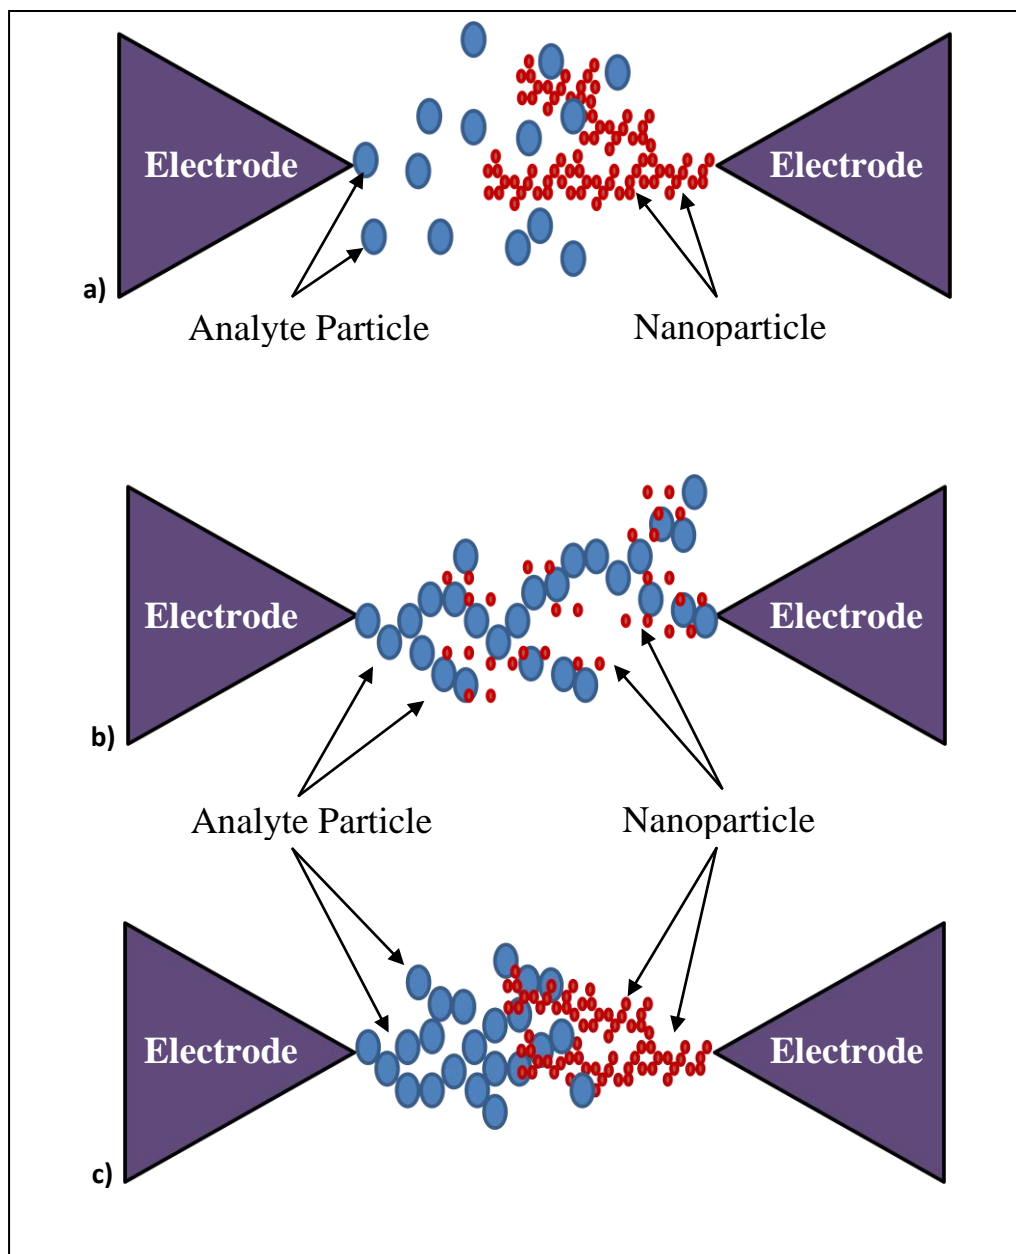 Electrode
Electrode
a)
Analyte Particle
Nanoparticle
Electrode
Electrode
b)
Analyte Particle
Nanoparticle
Electrode
Electrode
c)